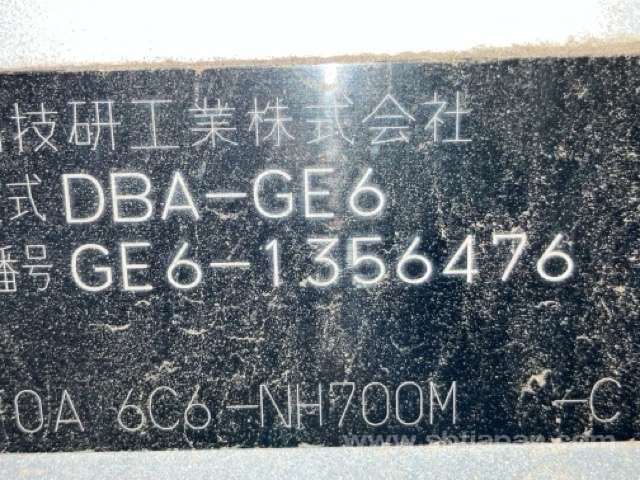 技研工業株式会社
式 DBA-GE6
番号 GE6-1356476
0A 6C6-NH700M -C
www.sbtjapan.com